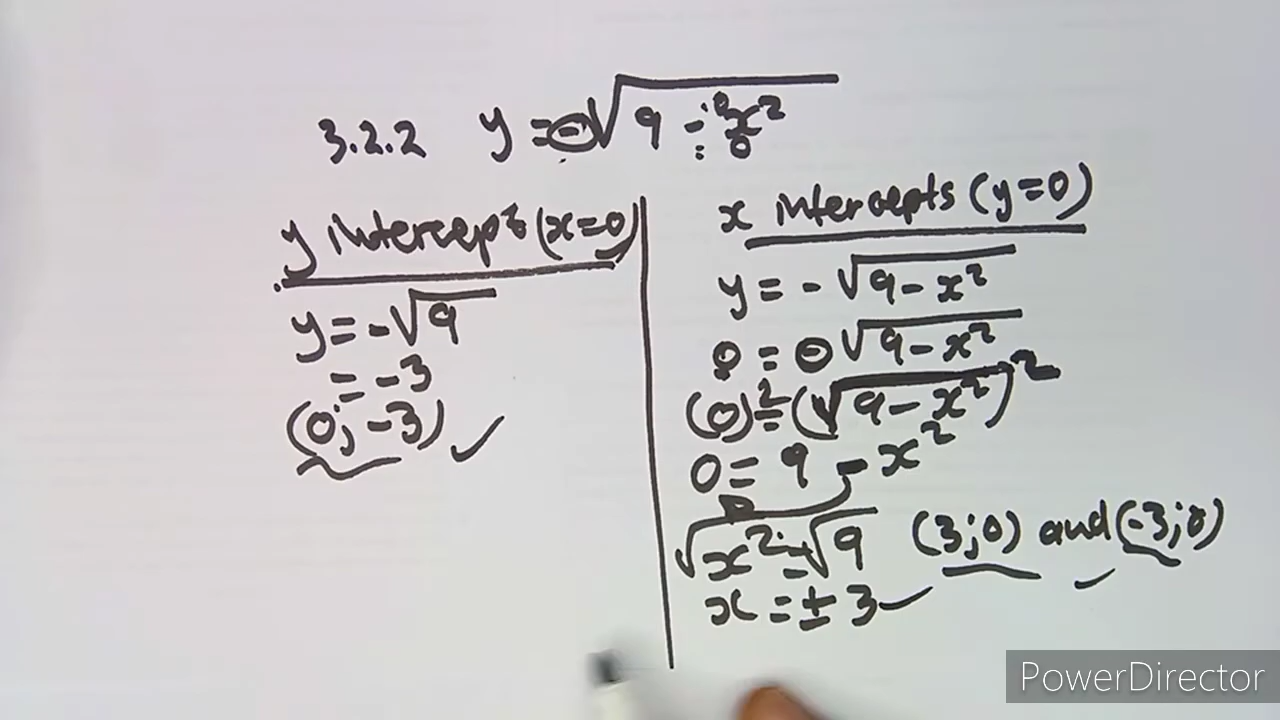 3.2.2 y = -√(9 - x²)
y intercept (x=0)
y = -√9
= -3
(0; -3) ✓
x intercepts (y=0)
y = -√(9 - x²)
0 = -√(9 - x²)
(0)² = (√(9 - x²))²
0 = 9 - x²
√x² = √9
x = ± 3 ✓
(3;0) and (-3;0) ✓
PowerDirector